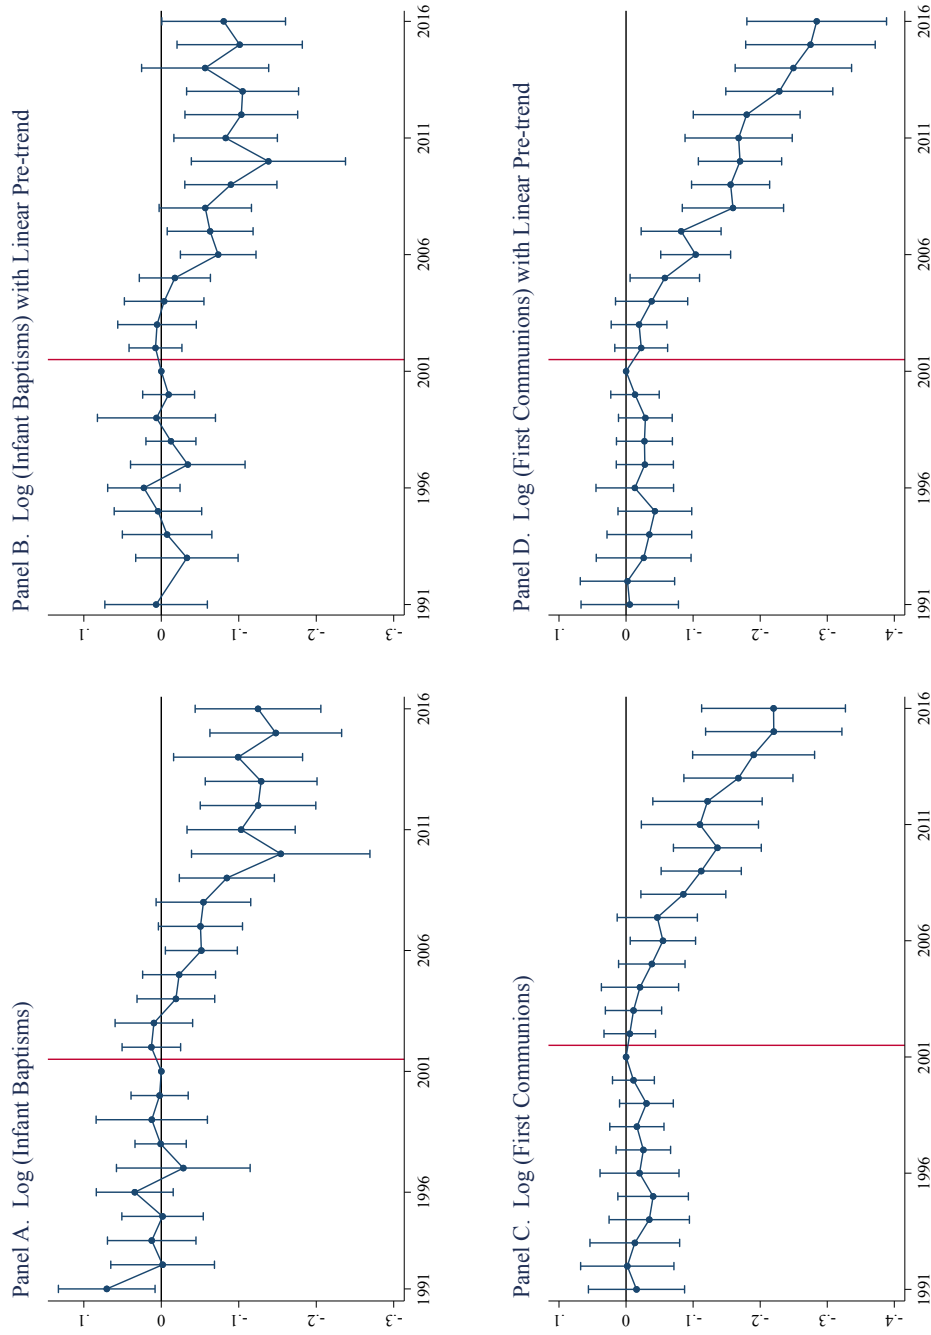 Panel A. Log (Infant Baptisms)
.1
0
-.1
-.2
-.3
1991 1996 2001 2006 2011 2016
Panel B. Log (Infant Baptisms) with Linear Pre-trend
.1
0
-.1
-.2
-.3
1991 1996 2001 2006 2011 2016
Panel C. Log (First Communions)
.1
0
-.1
-.2
-.3
-.4
1991 1996 2001 2006 2011 2016
Panel D. Log (First Communions) with Linear Pre-trend
.1
0
-.1
-.2
-.3
-.4
1991 1996 2001 2006 2011 2016